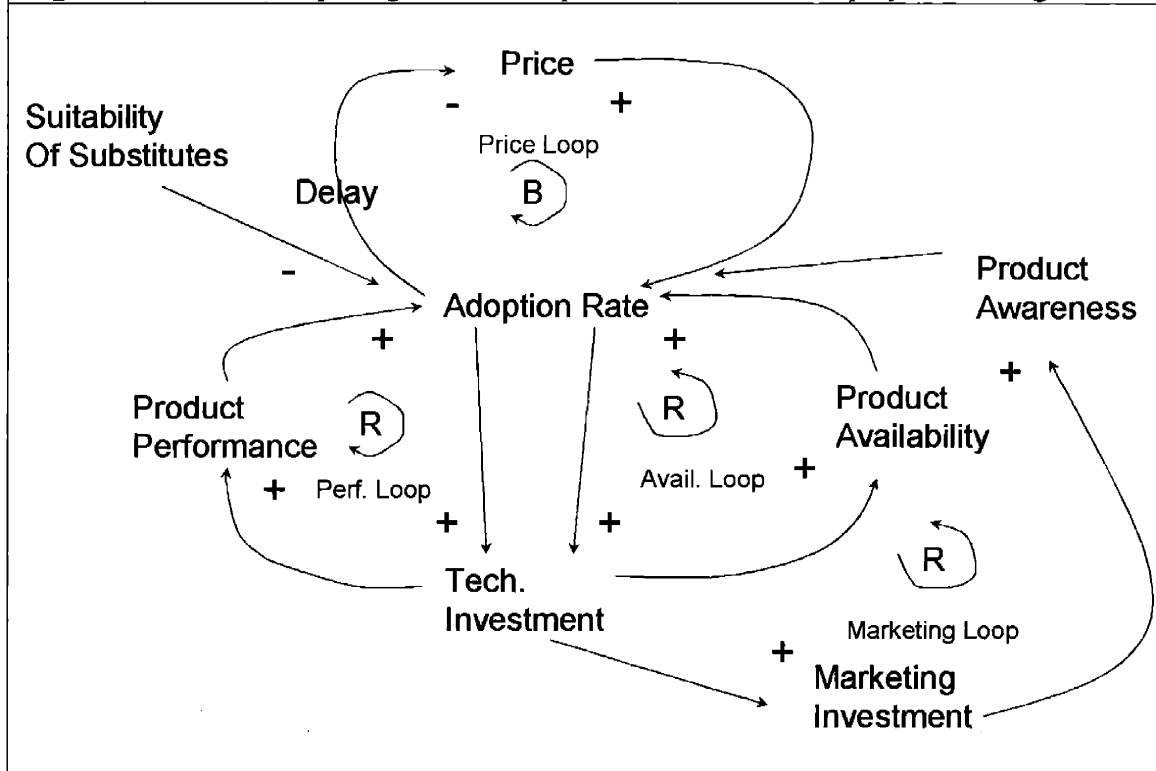 Price
-
+
Suitability
Of Substitutes
Price Loop
Delay
B
-
Product
Awareness
Adoption Rate
+
+
+
Product
Performance
R
R
Product
Availability
+
Perf. Loop
Avail. Loop
+
+
+
R
Tech.
Investment
Marketing Loop
+
Marketing
Investment